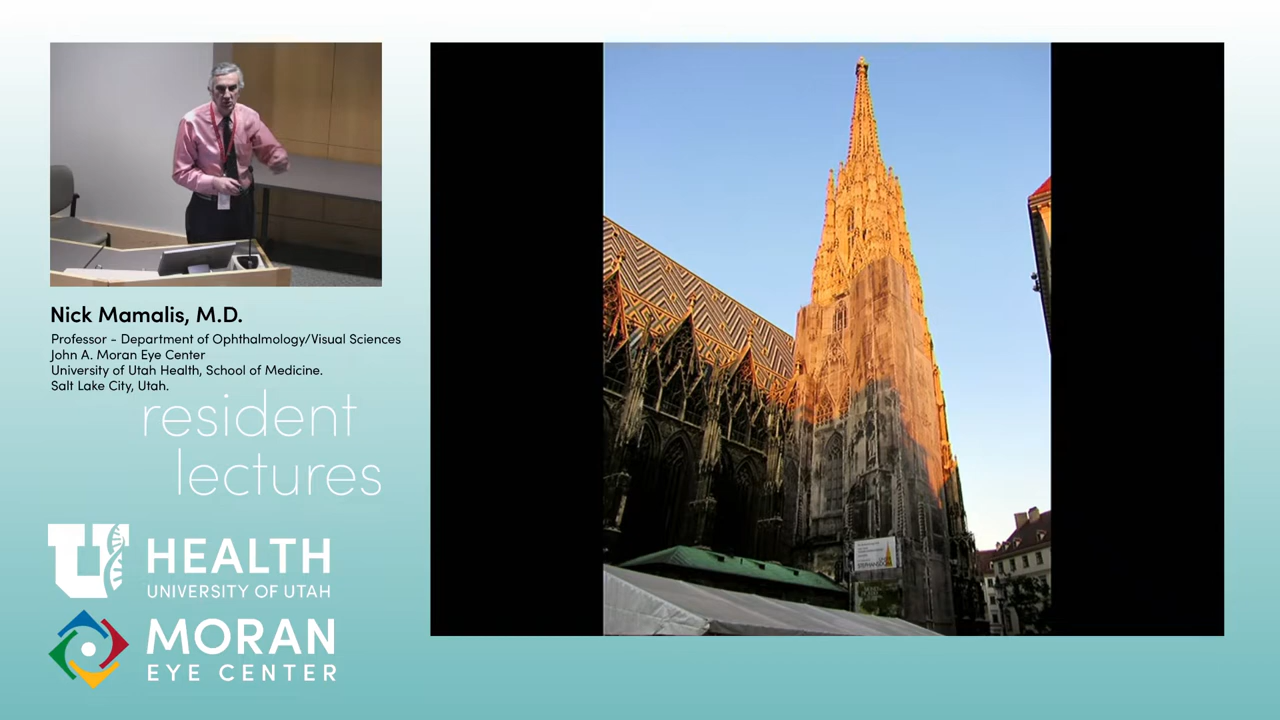 Nick Mamalis, M.D.
Professor - Department of Ophthalmology/Visual Sciences
John A. Moran Eye Center
University of Utah Health, School of Medicine.
Salt Lake City, Utah.
resident
lectures
U HEALTH
UNIVERSITY OF UTAH
MORAN
EYE CENTER